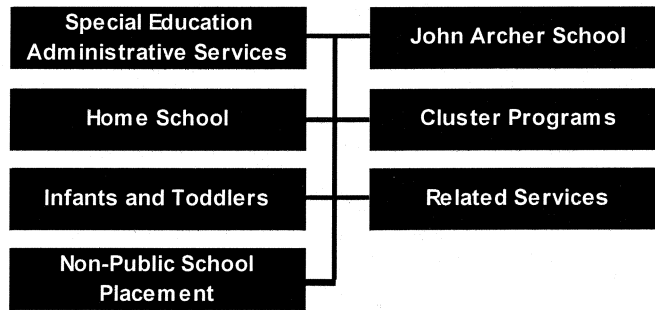 Special Education
Administrative Services
John Archer School
Home School
Cluster Programs
Infants and Toddlers
Related Services
Non-Public School
Placement